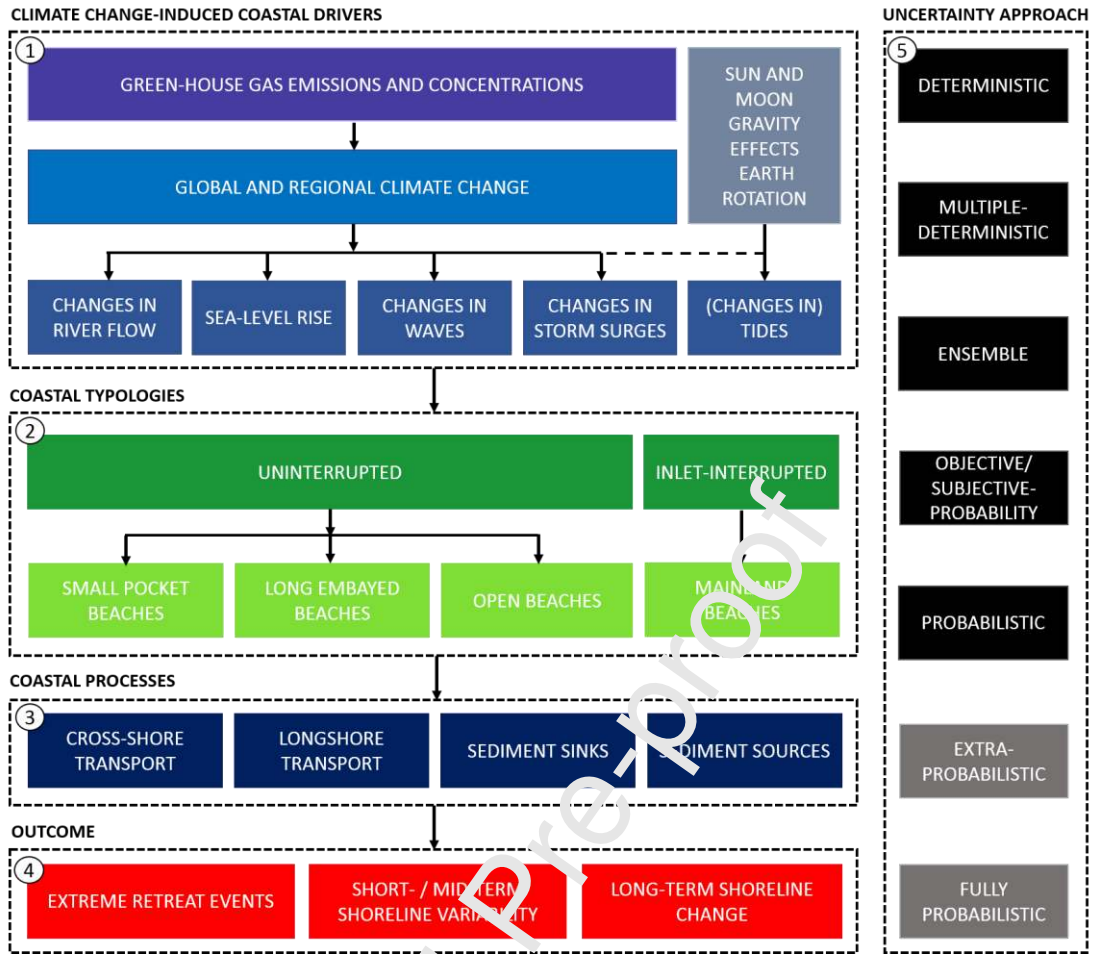 CLIMATE CHANGE-INDUCED COASTAL DRIVERS
1
GREEN-HOUSE GAS EMISSIONS AND CONCENTRATIONS
SUN AND
MOON
GRAVITY
EFFECTS
EARTH
ROTATION
GLOBAL AND REGIONAL CLIMATE CHANGE
CHANGES IN
RIVER FLOW
SEA-LEVEL RISE
CHANGES IN
WAVES
CHANGES IN
STORM SURGES
(CHANGES IN)
TIDES
COASTAL TYPOLOGIES
2
UNINTERRUPTED
INLET-INTERRUPTED
SMALL POCKET
BEACHES
LONG EMBAYED
BEACHES
OPEN BEACHES
MAINLAND
BEACHES
COASTAL PROCESSES
3
CROSS-SHORE
TRANSPORT
LONGSHORE
TRANSPORT
SEDIMENT SINKS
SEDIMENT SOURCES
OUTCOME
4
EXTREME RETREAT EVENTS
SHORT- / MID-TERM
SHORELINE VARIABILITY
LONG-TERM SHORELINE
CHANGE
UNCERTAINTY APPROACH
5
DETERMINISTIC
MULTIPLE-
DETERMINISTIC
ENSEMBLE
OBJECTIVE/
SUBJECTIVE-
PROBABILITY
PROBABILISTIC
EXTRA-
PROBABILISTIC
FULLY
PROBABILISTIC
Pre-proof